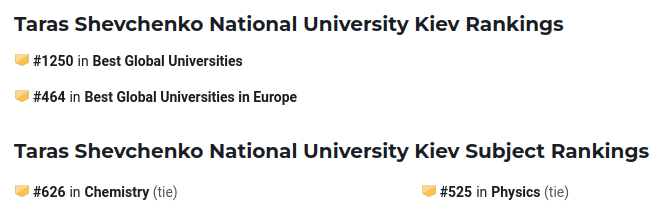 Taras Shevchenko National University Kiev Rankings
#1250 in Best Global Universities
#464 in Best Global Universities in Europe
Taras Shevchenko National University Kiev Subject Rankings
#626 in Chemistry (tie) #525 in Physics (tie)